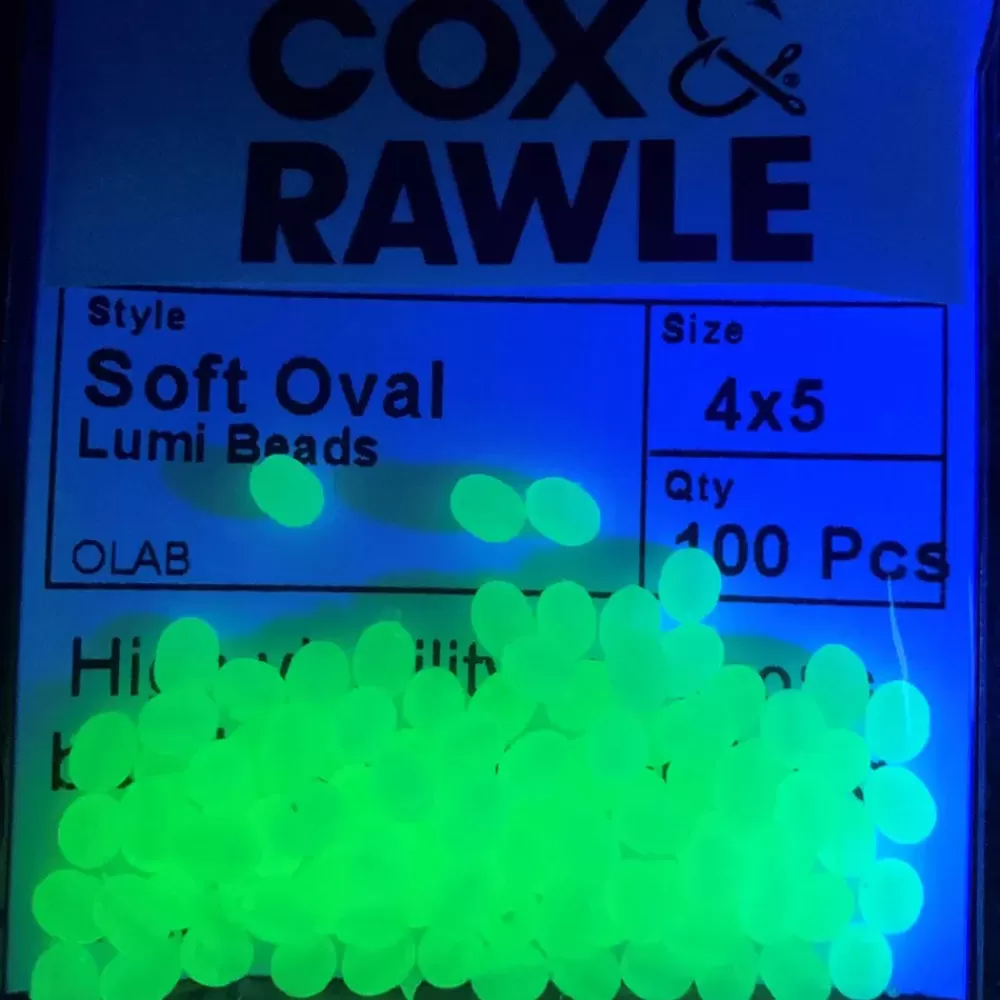 COX &
RAWLE
Style
Soft Oval
Lumi Beads
OLAB
Size
4x5
Qty
100 Pcs